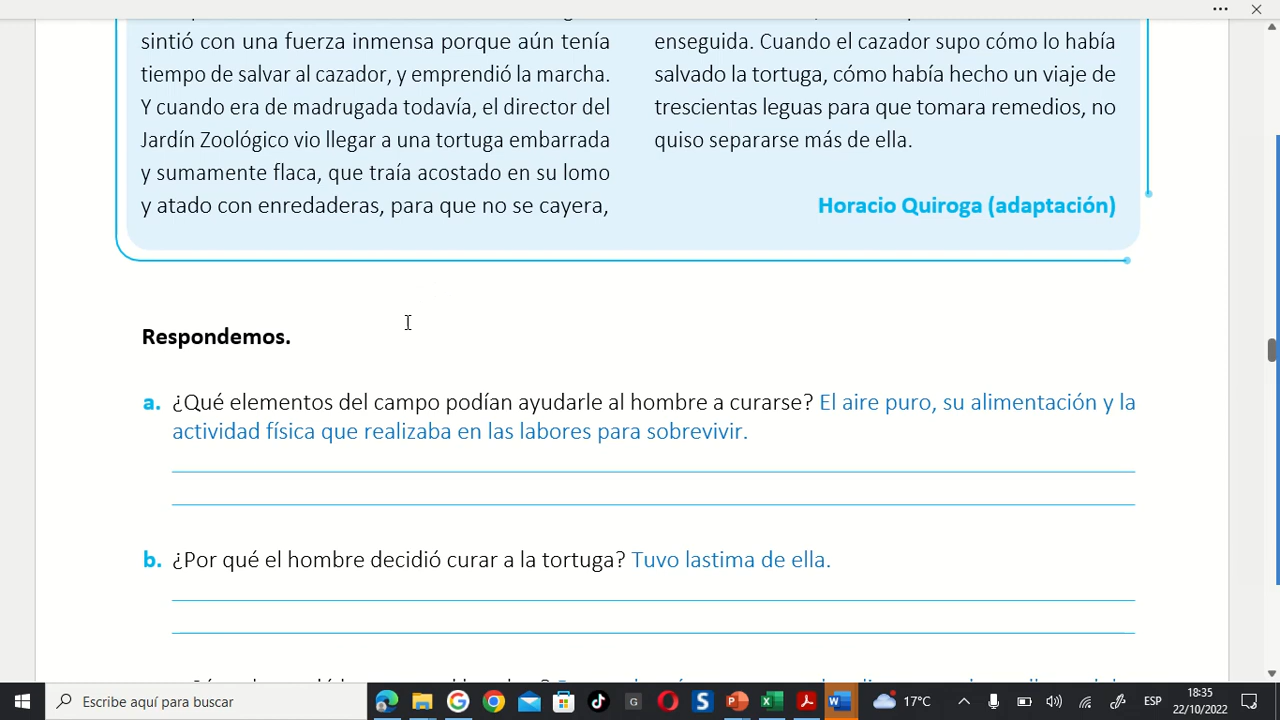 sintió con una fuerza inmensa porque aún tenía
tiempo de salvar al cazador, y emprendió la marcha.
Y cuando era de madrugada todavía, el director del
Jardín Zoológico vio llegar a una tortuga embarrada
y sumamente flaca, que traía acostado en su lomo
y atado con enredaderas, para que no se cayera,
enseguida. Cuando el cazador supo cómo lo había
salvado la tortuga, cómo había hecho un viaje de
trescientas leguas para que tomara remedios, no
quiso separarse más de ella.
Horacio Quiroga (adaptación)
Respondemos.
a. ¿Qué elementos del campo podían ayudarle al hombre a curarse? El aire puro, su alimentación y la
actividad física que realizaba en las labores para sobrevivir.
b. ¿Por qué el hombre decidió curar a la tortuga? Tuvo lastima de ella.
Escribe aquí para buscar
17°C
ESP
18:35
22/10/2022